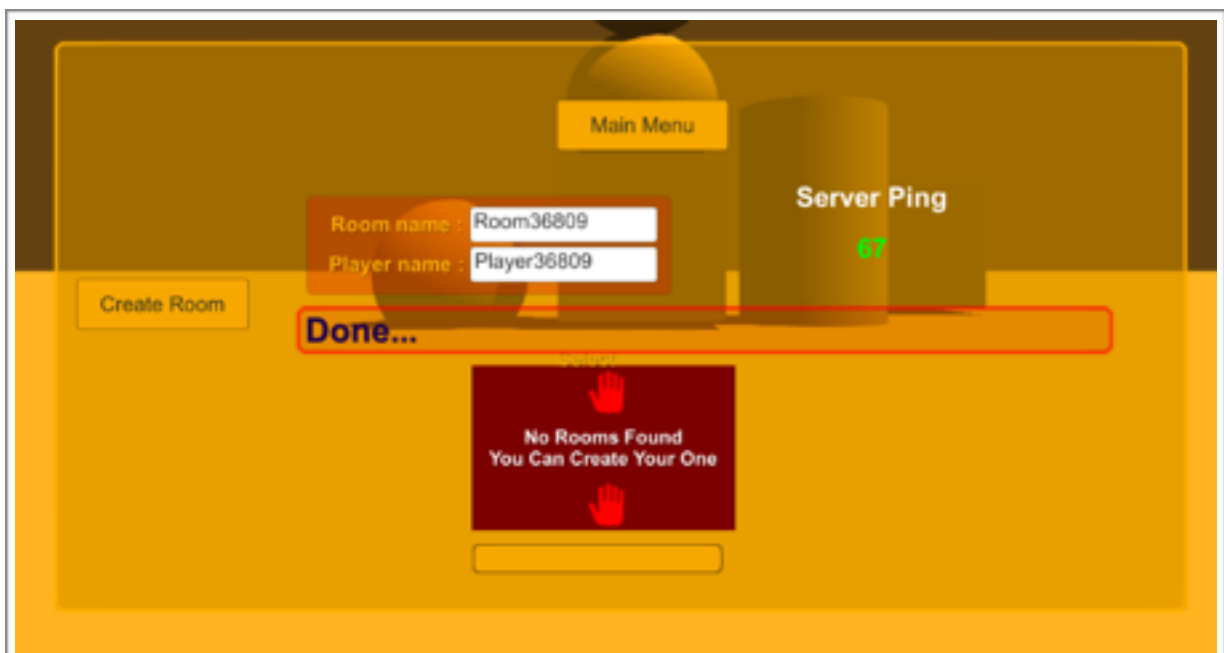 Main Menu
Server Ping
67
Room name : Room36809
Player name : Player36809
Create Room
Done...
No Rooms Found
You Can Create Your One